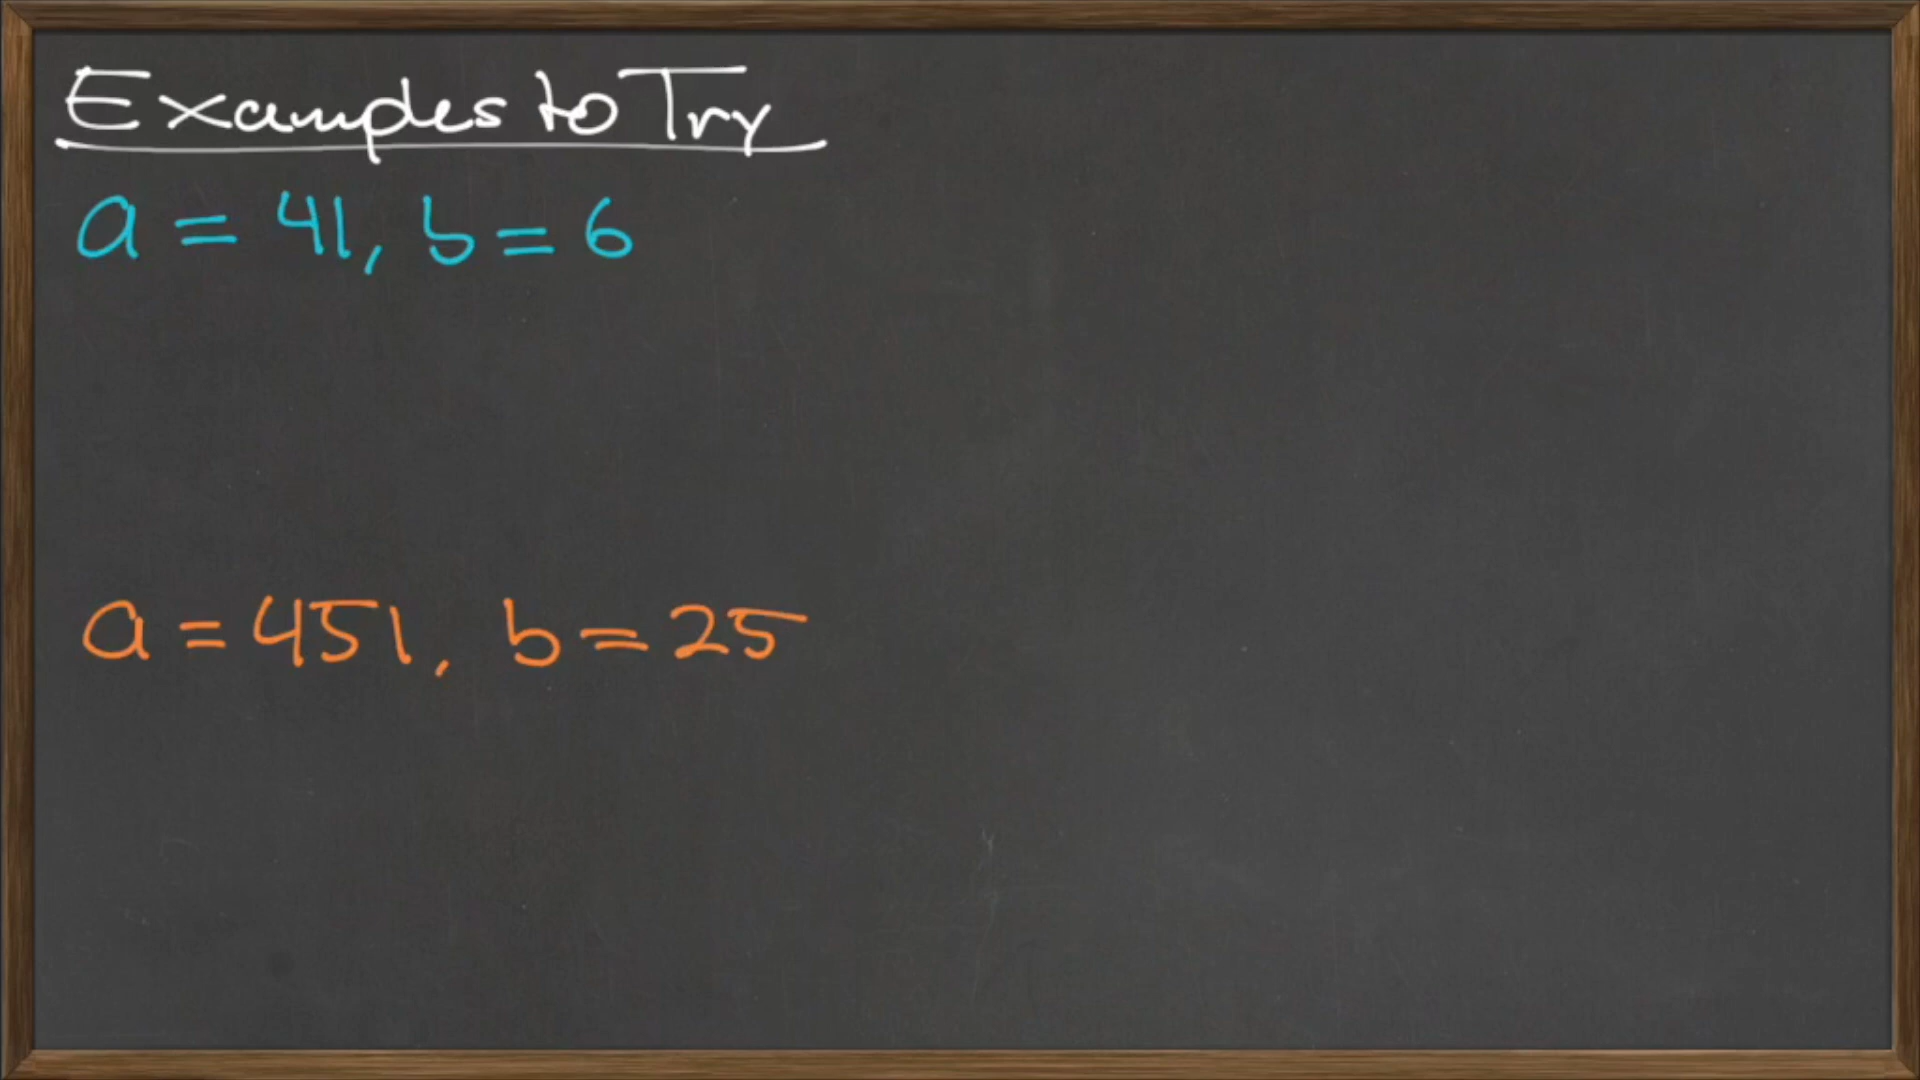 Examples to Try
a = 41, b = 6
a = 451, b = 25